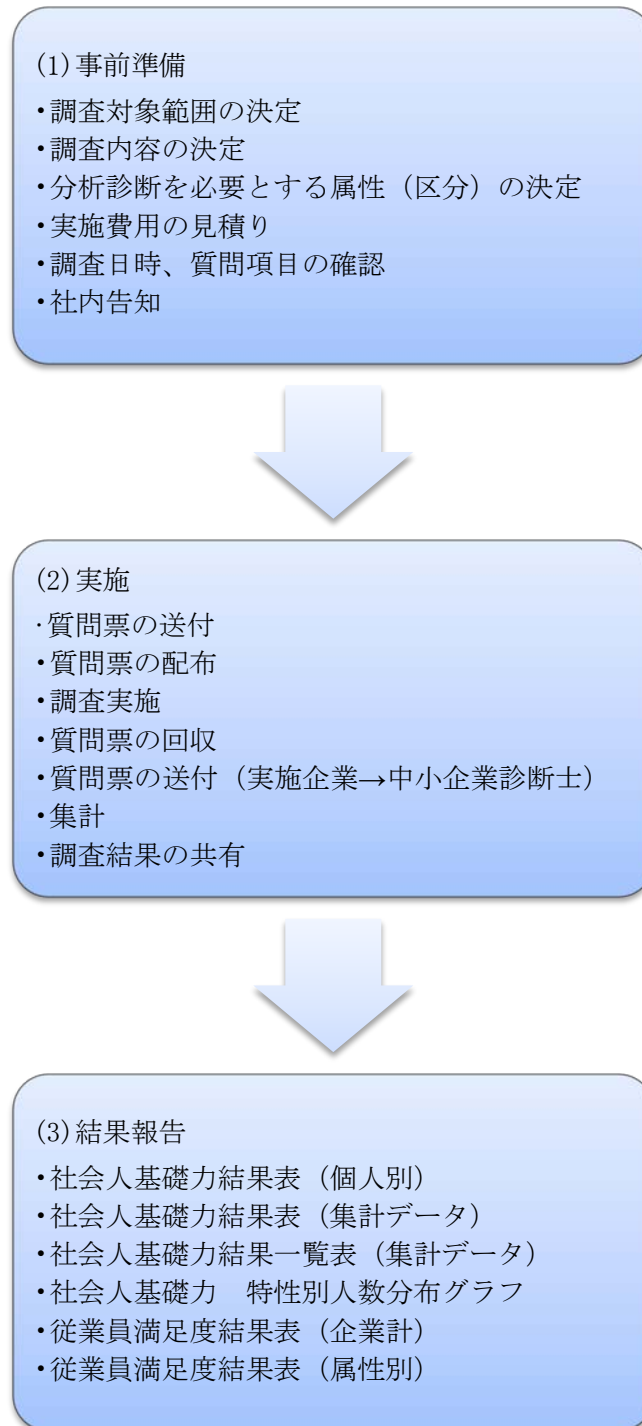 (1)事前準備
・調査対象範囲の決定
・調査内容の決定
・分析診断を必要とする属性（区分）の決定
・実施費用の見積り
・調査日時、質問項目の確認
・社内告知
(2)実施
・質問票の送付
・質問票の配布
・調査実施
・質問票の回収
・質問票の送付（実施企業→中小企業診断士）
・集計
・調査結果の共有
(3)結果報告
・社会人基礎力結果表（個人別）
・社会人基礎力結果表（集計データ）
・社会人基礎力結果一覧表（集計データ）
・社会人基礎力　特性別人数分布グラフ
・従業員満足度結果表（企業計）
・従業員満足度結果表（属性別）